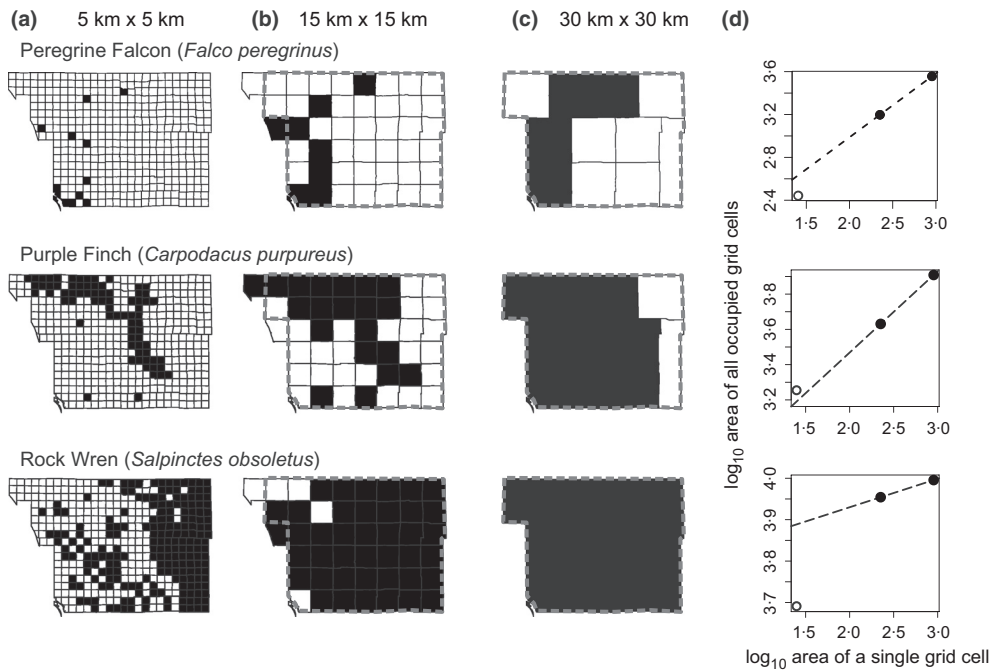 (a) 5 km x 5 km (b) 15 km x 15 km (c) 30 km x 30 km (d)
Peregrine Falcon (Falco peregrinus)
3·6
3·2
2·8
2·4
1·5 2·0 2·5 3·0
Purple Finch (Carpodacus purpureus)
3·8
3·6
3·4
3·2
1·5 2·0 2·5 3·0
Rock Wren (Salpinctes obsoletus)
4·0
3·9
3·8
3·7
1·5 2·0 2·5 3·0
log10 area of all occupied grid cells
log10 area of a single grid cell